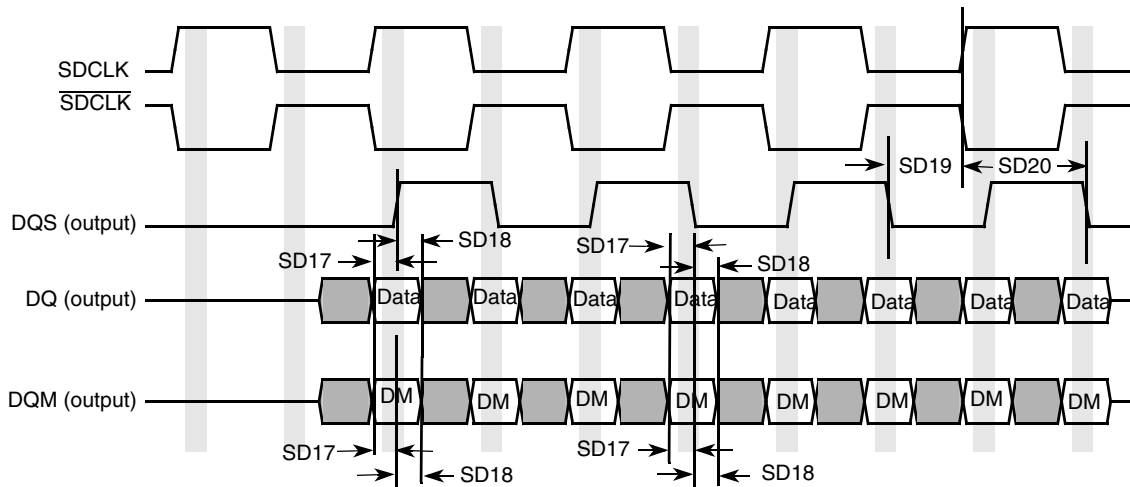 SDCLK
SDCLK
SD19 SD20
DQS (output)
SD18 SD17
SD17 SD18
DQ (output) Data Data Data Data Data Data Data Data
DQM (output) DM DM DM DM DM DM DM DM
SD17 SD17
SD18 SD18